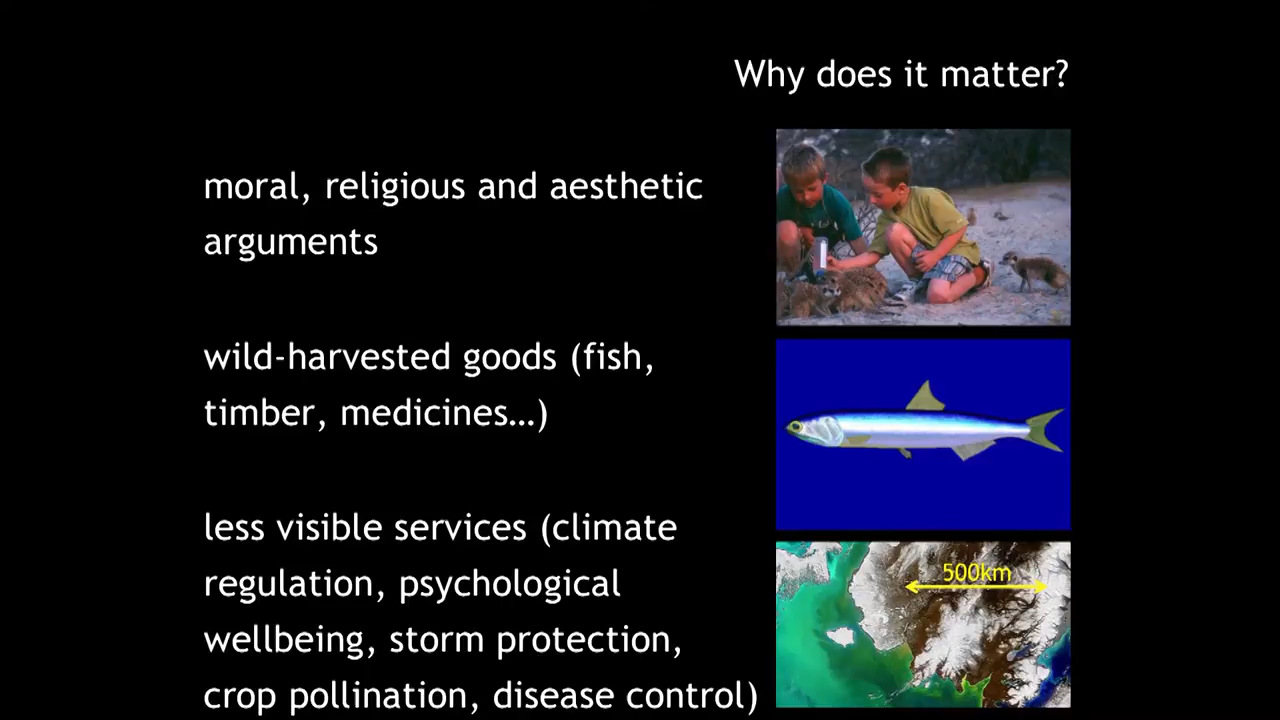 Why does it matter?
moral, religious and aesthetic
arguments
wild-harvested goods (fish,
timber, medicines…)
less visible services (climate
regulation, psychological
wellbeing, storm protection,
crop pollination, disease control)
500km